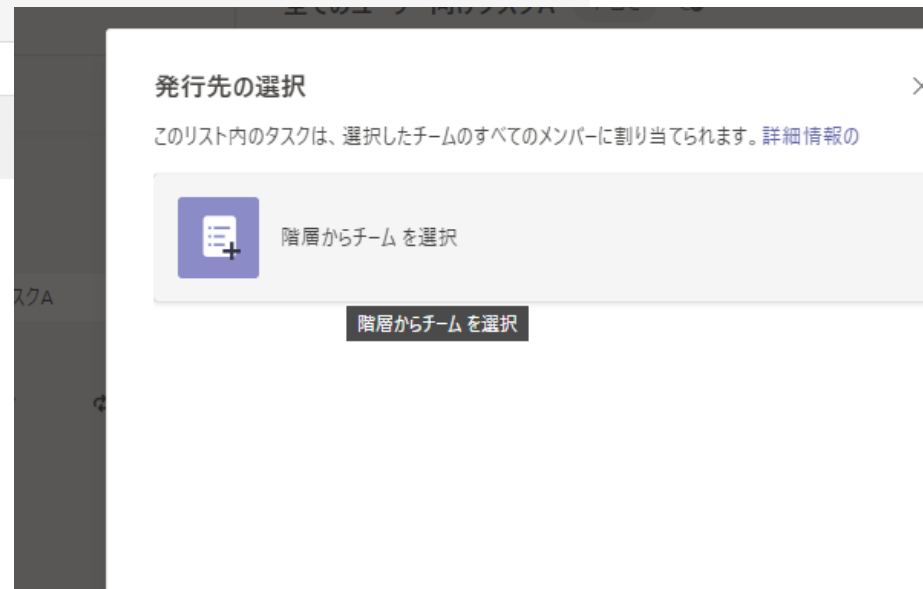 発行先の選択
このリスト内のタスクは、選択したチームのすべてのメンバーに割り当てられます。詳細情報の
階層からチーム を選択
スクA
階層からチーム を選択